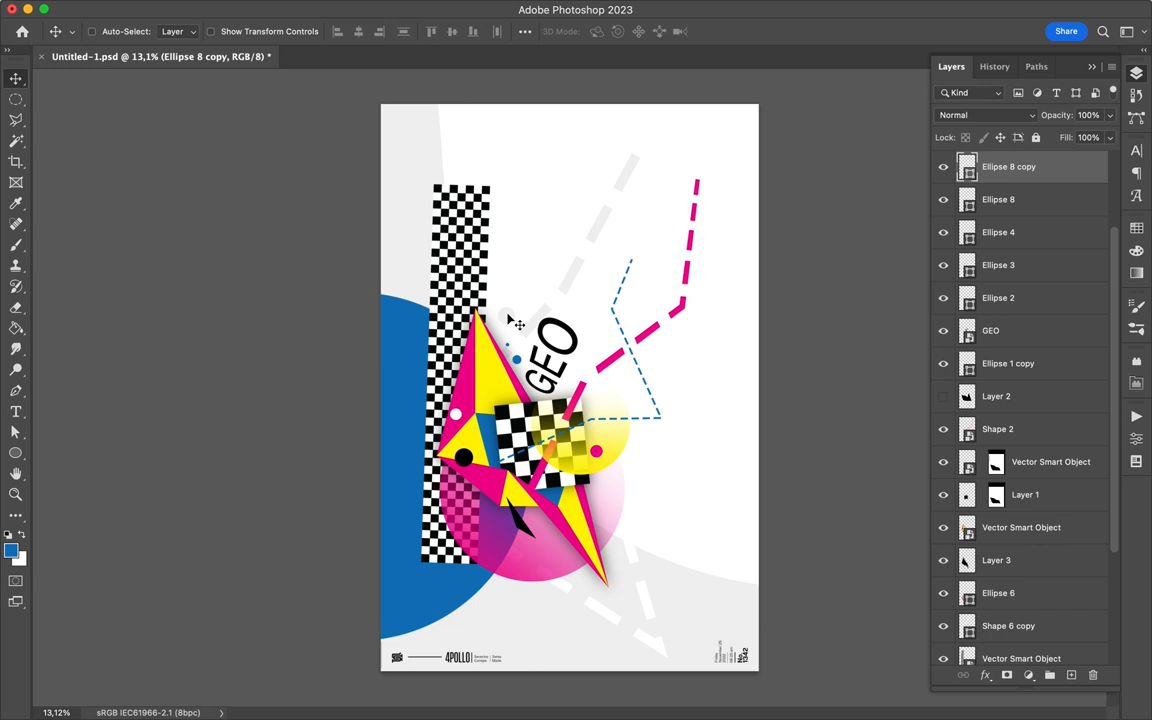 Adobe Photoshop 2023
Auto-Select: Layer Show Transform Controls 3D Mode: Share
Untitled-1.psd @ 13,1% (Ellipse 8 copy, RGB/8) *
Layers History Paths
Kind
Normal Opacity: 100%
Lock: Fill: 100%
Ellipse 8 copy
Ellipse 8
Ellipse 4
Ellipse 3
Ellipse 2
GEO
Ellipse 1 copy
Layer 2
Shape 2
Vector Smart Object
Layer 1
Vector Smart Object
Layer 3
Ellipse 6
Shape 6 copy
Vector Smart Object
GEO
4POLLO
No. 1342
13,12% sRGB IEC61966-2.1 (8bpc)